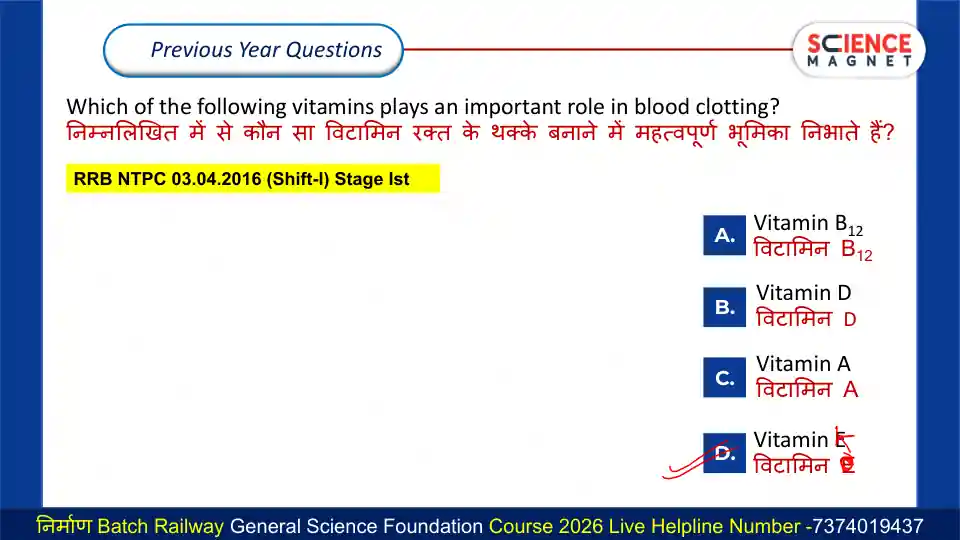 Previous Year Questions
SCIENCE
MAGNET
Which of the following vitamins plays an important role in blood clotting?
निम्नलिखित में से कौन सा विटामिन रक्त के थक्के बनाने में महत्वपूर्ण भूमिका निभाते हैं?
RRB NTPC 03.04.2016 (Shift-I) Stage Ist
A. Vitamin B12
विटामिन B12
B. Vitamin D
विटामिन D
C. Vitamin A
विटामिन A
D. Vitamin E
विटामिन
निर्माण Batch Railway General Science Foundation Course 2026 Live Helpline Number -7374019437